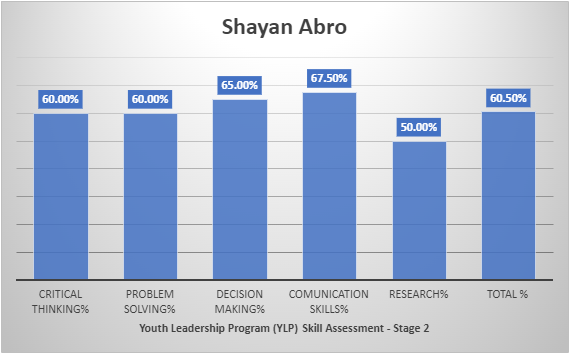 Shayan Abro
60.00%
60.00%
65.00%
67.50%
50.00%
60.50%
CRITICAL
THINKING%
PROBLEM
SOLVING%
DECISION
MAKING%
COMUNICATION
SKILLS%
RESEARCH%
TOTAL %
Youth Leadership Program (YLP) Skill Assessment - Stage 2